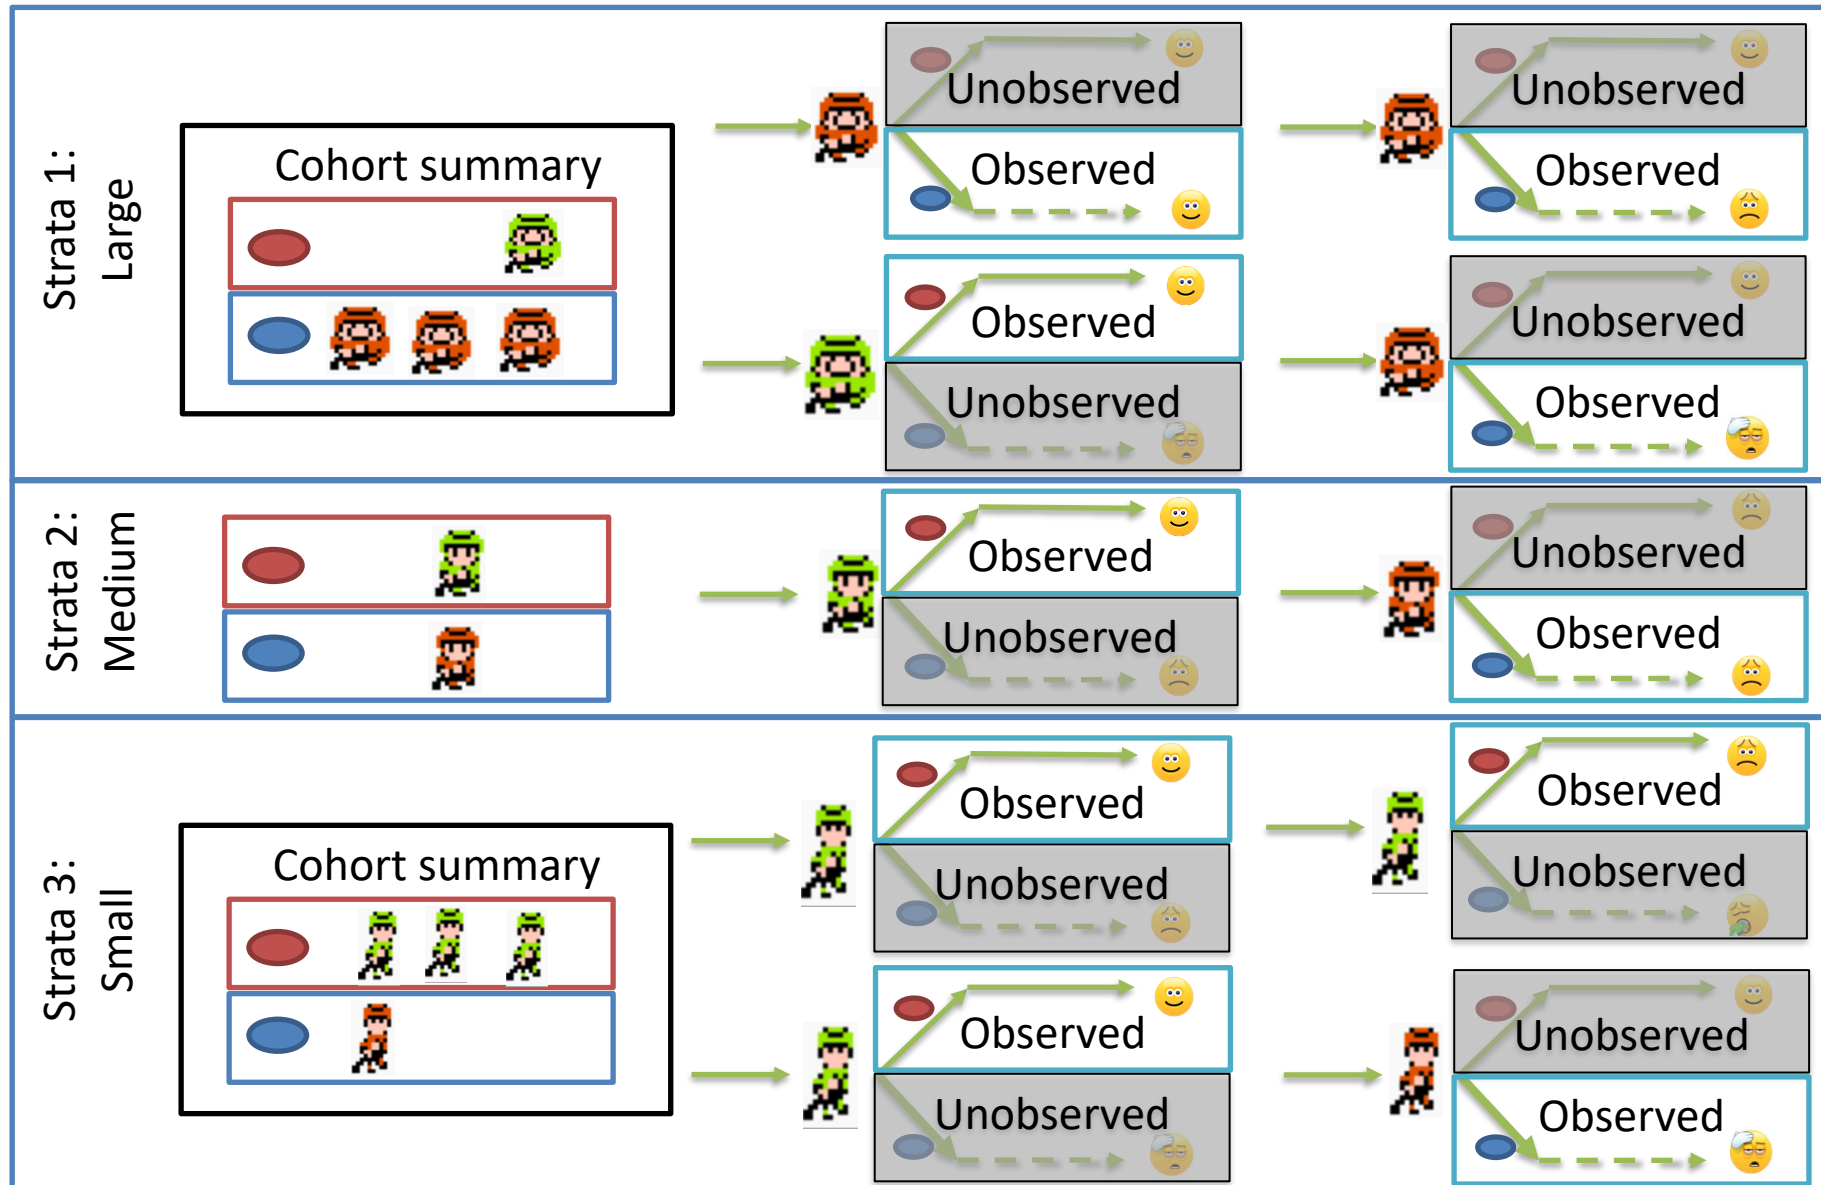 Strata 1:
Large
Cohort summary
Unobserved
Observed
Unobserved
Observed
Observed
Unobserved
Unobserved
Observed
Strata 2:
Medium
Observed
Unobserved
Unobserved
Observed
Strata 3:
Small
Cohort summary
Observed
Unobserved
Observed
Unobserved
Observed
Unobserved
Unobserved
Observed